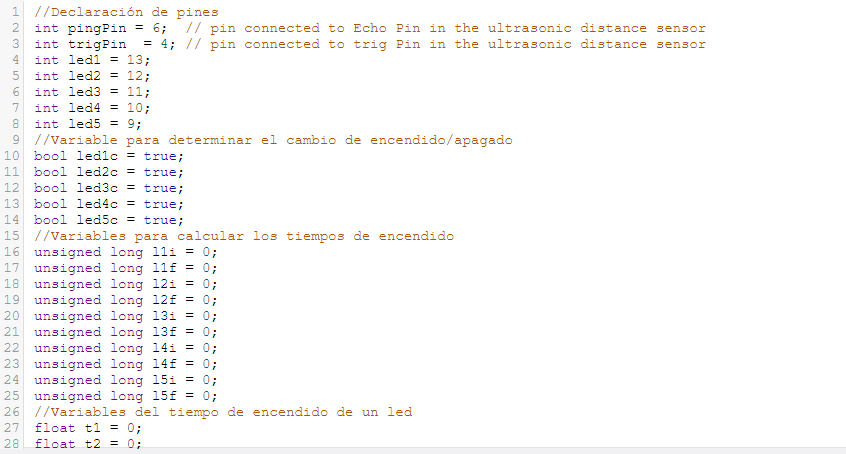 1 //Declaración de pines
2 int pingPin = 6;  // pin connected to Echo Pin in the ultrasonic distance sensor
3 int trigPin  = 4; // pin connected to trig Pin in the ultrasonic distance sensor
4 int led1 = 13;
5 int led2 = 12;
6 int led3 = 11;
7 int led4 = 10;
8 int led5 = 9;
9 //Variable para determinar el cambio de encendido/apagado
10 bool led1c = true;
11 bool led2c = true;
12 bool led3c = true;
13 bool led4c = true;
14 bool led5c = true;
15 //Variables para calcular los tiempos de encendido
16 unsigned long l1i = 0;
17 unsigned long l1f = 0;
18 unsigned long l2i = 0;
19 unsigned long l2f = 0;
20 unsigned long l3i = 0;
21 unsigned long l3f = 0;
22 unsigned long l4i = 0;
23 unsigned long l4f = 0;
24 unsigned long l5i = 0;
25 unsigned long l5f = 0;
26 //Variables del tiempo de encendido de un led
27 float t1 = 0;
28 float t2 = 0;